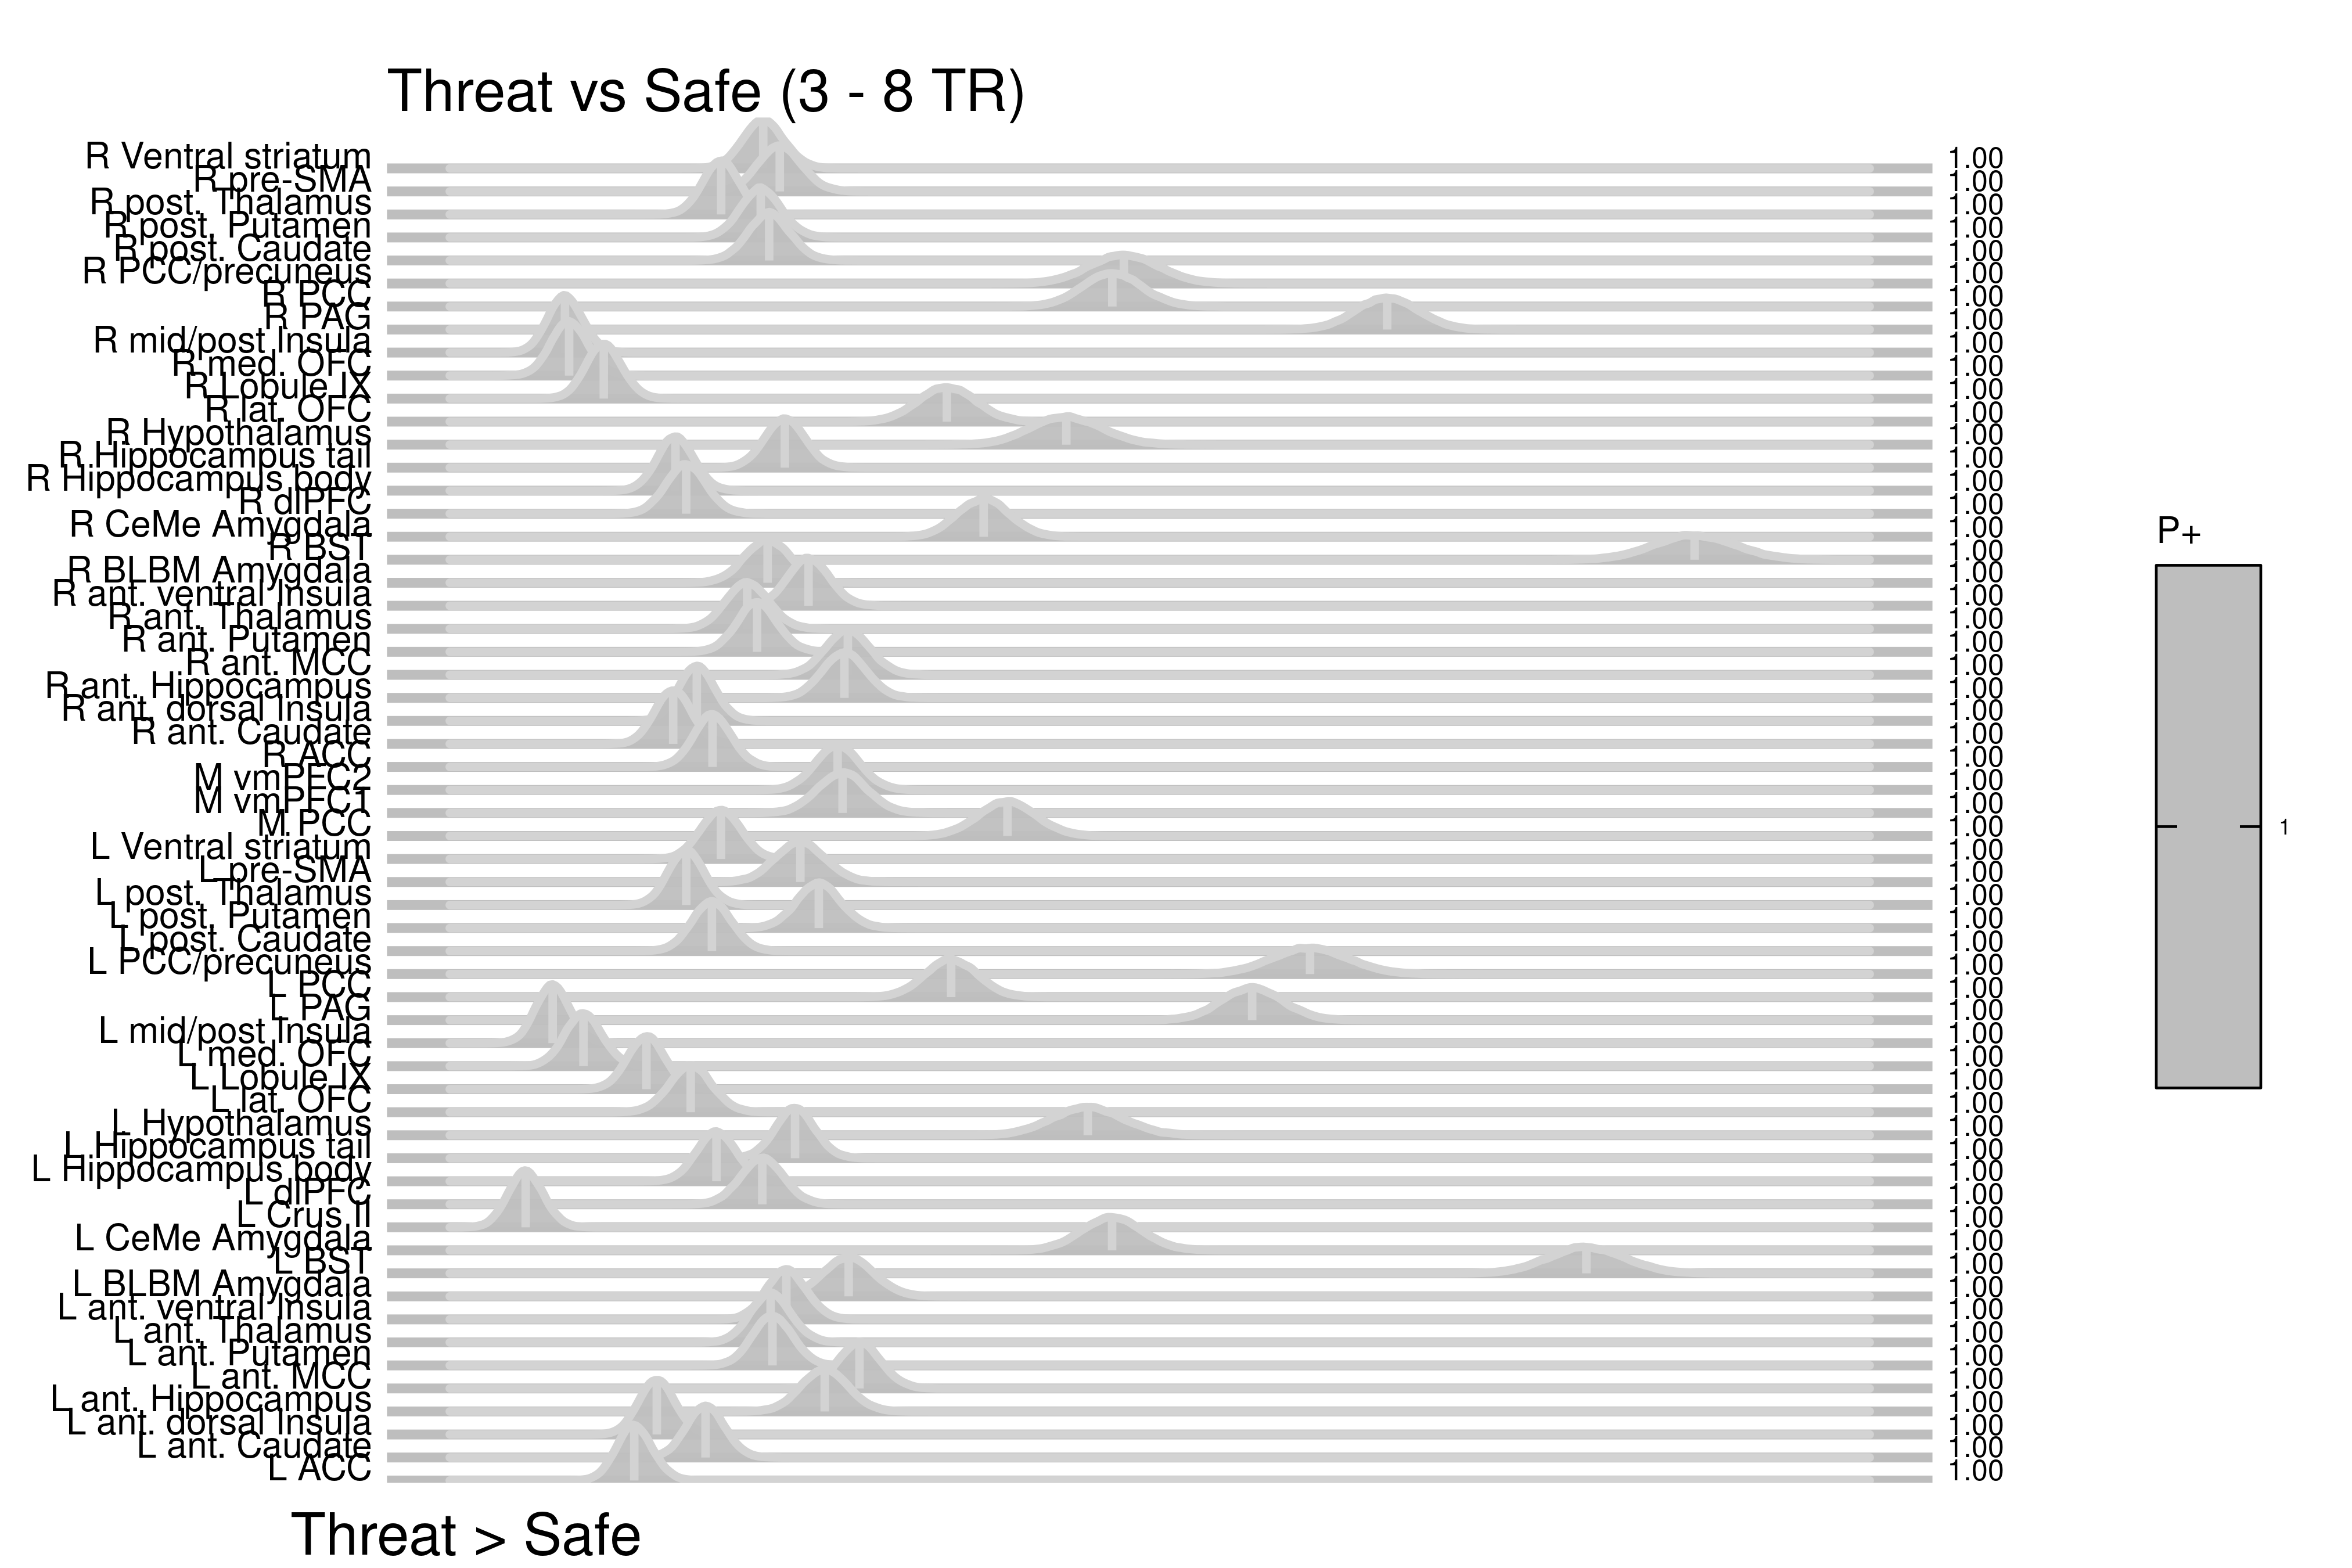 Threat vs Safe (3 - 8 TR)
R Ventral striatum 1.00
R pre-SMA 1.00
R post. Thalamus 1.00
R post. Putamen 1.00
R post. Caudate 1.00
R PCC/precuneus 1.00
R PCC 1.00
R PAG 1.00
R mid/post Insula 1.00
R med. OFC 1.00
R Lobule IX 1.00
R lat. OFC 1.00
R Hypothalamus 1.00
R Hippocampus tail 1.00
R Hippocampus body 1.00
R dlPFC 1.00
R CeMe Amygdala 1.00
R BST 1.00
R BLBM Amygdala 1.00
R ant. ventral Insula 1.00
R ant. Thalamus 1.00
R ant. Putamen 1.00
R ant. MCC 1.00
R ant. Hippocampus 1.00
R ant. dorsal Insula 1.00
R ant. Caudate 1.00
R ACC 1.00
M vmPFC2 1.00
M vmPFC1 1.00
M PCC 1.00
L Ventral striatum 1.00
L pre-SMA 1.00
L post. Thalamus 1.00
L post. Putamen 1.00
L post. Caudate 1.00
L PCC/precuneus 1.00
L PCC 1.00
L PAG 1.00
L mid/post Insula 1.00
L med. OFC 1.00
L Lobule IX 1.00
L lat. OFC 1.00
L Hypothalamus 1.00
L Hippocampus tail 1.00
L Hippocampus body 1.00
L dlPFC 1.00
L Crus II 1.00
L CeMe Amygdala 1.00
L BST 1.00
L BLBM Amygdala 1.00
L ant. ventral Insula 1.00
L ant. Thalamus 1.00
L ant. Putamen 1.00
L ant. MCC 1.00
L ant. Hippocampus 1.00
L ant. dorsal Insula 1.00
L ant. Caudate 1.00
L ACC 1.00
Threat > Safe
P+
1